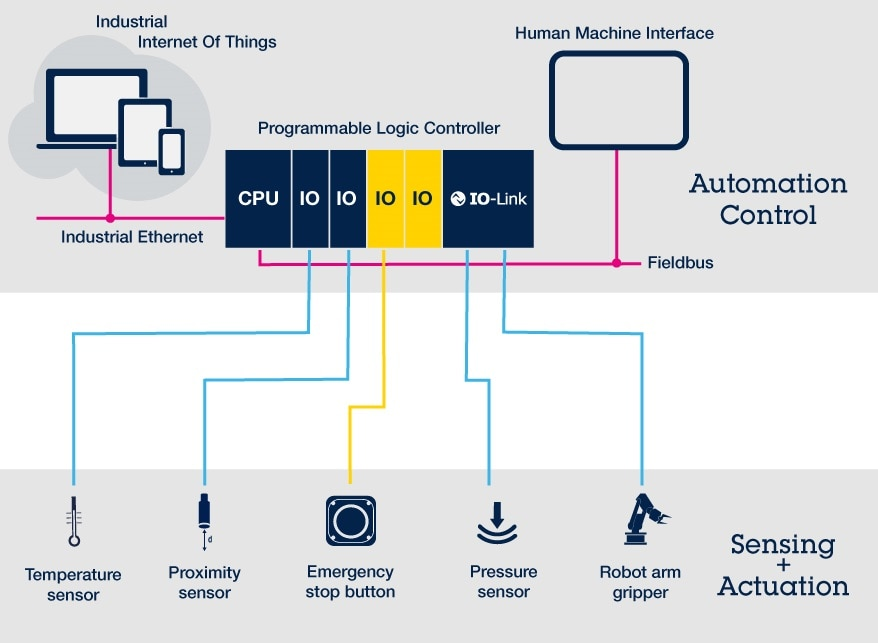 Industrial
Internet Of Things
Human Machine Interface
Programmable Logic Controller
CPU IO IO IO IO IO-Link
Automation
Control
Industrial Ethernet
Fieldbus
d
Temperature
sensor
Proximity
sensor
Emergency
stop button
Pressure
sensor
Robot arm
gripper
Sensing
+
Actuation